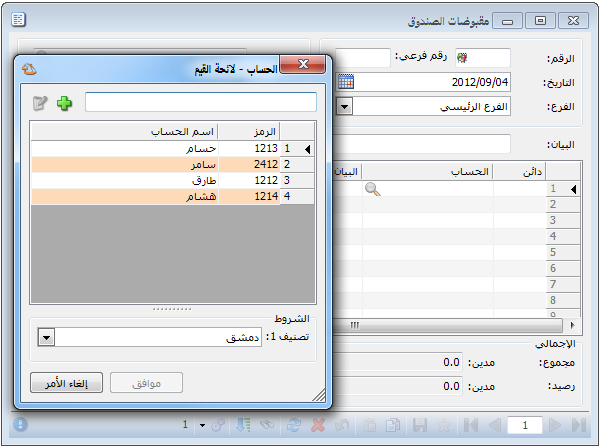 مقبوضات الصندوق
الرقم:
رقم فرعي:
التاريخ:
2012/09/04
الفرع:
الفرع الرئيسي
البيان:
دائن
الحساب
البيان
1
2
3
4
5
6
7
8
9
الإجمالي
مجموع:
مدين:
0.0
رصيد:
مدين:
0.0
1
1
الحساب - لائحة القيم
الرمز
اسم الحساب
1 1213 حسام
2 2412 سامر
3 1212 طارق
4 1214 هشام
الشروط
تصنيف 1:
دمشق
موافق
إلغاء الأمر